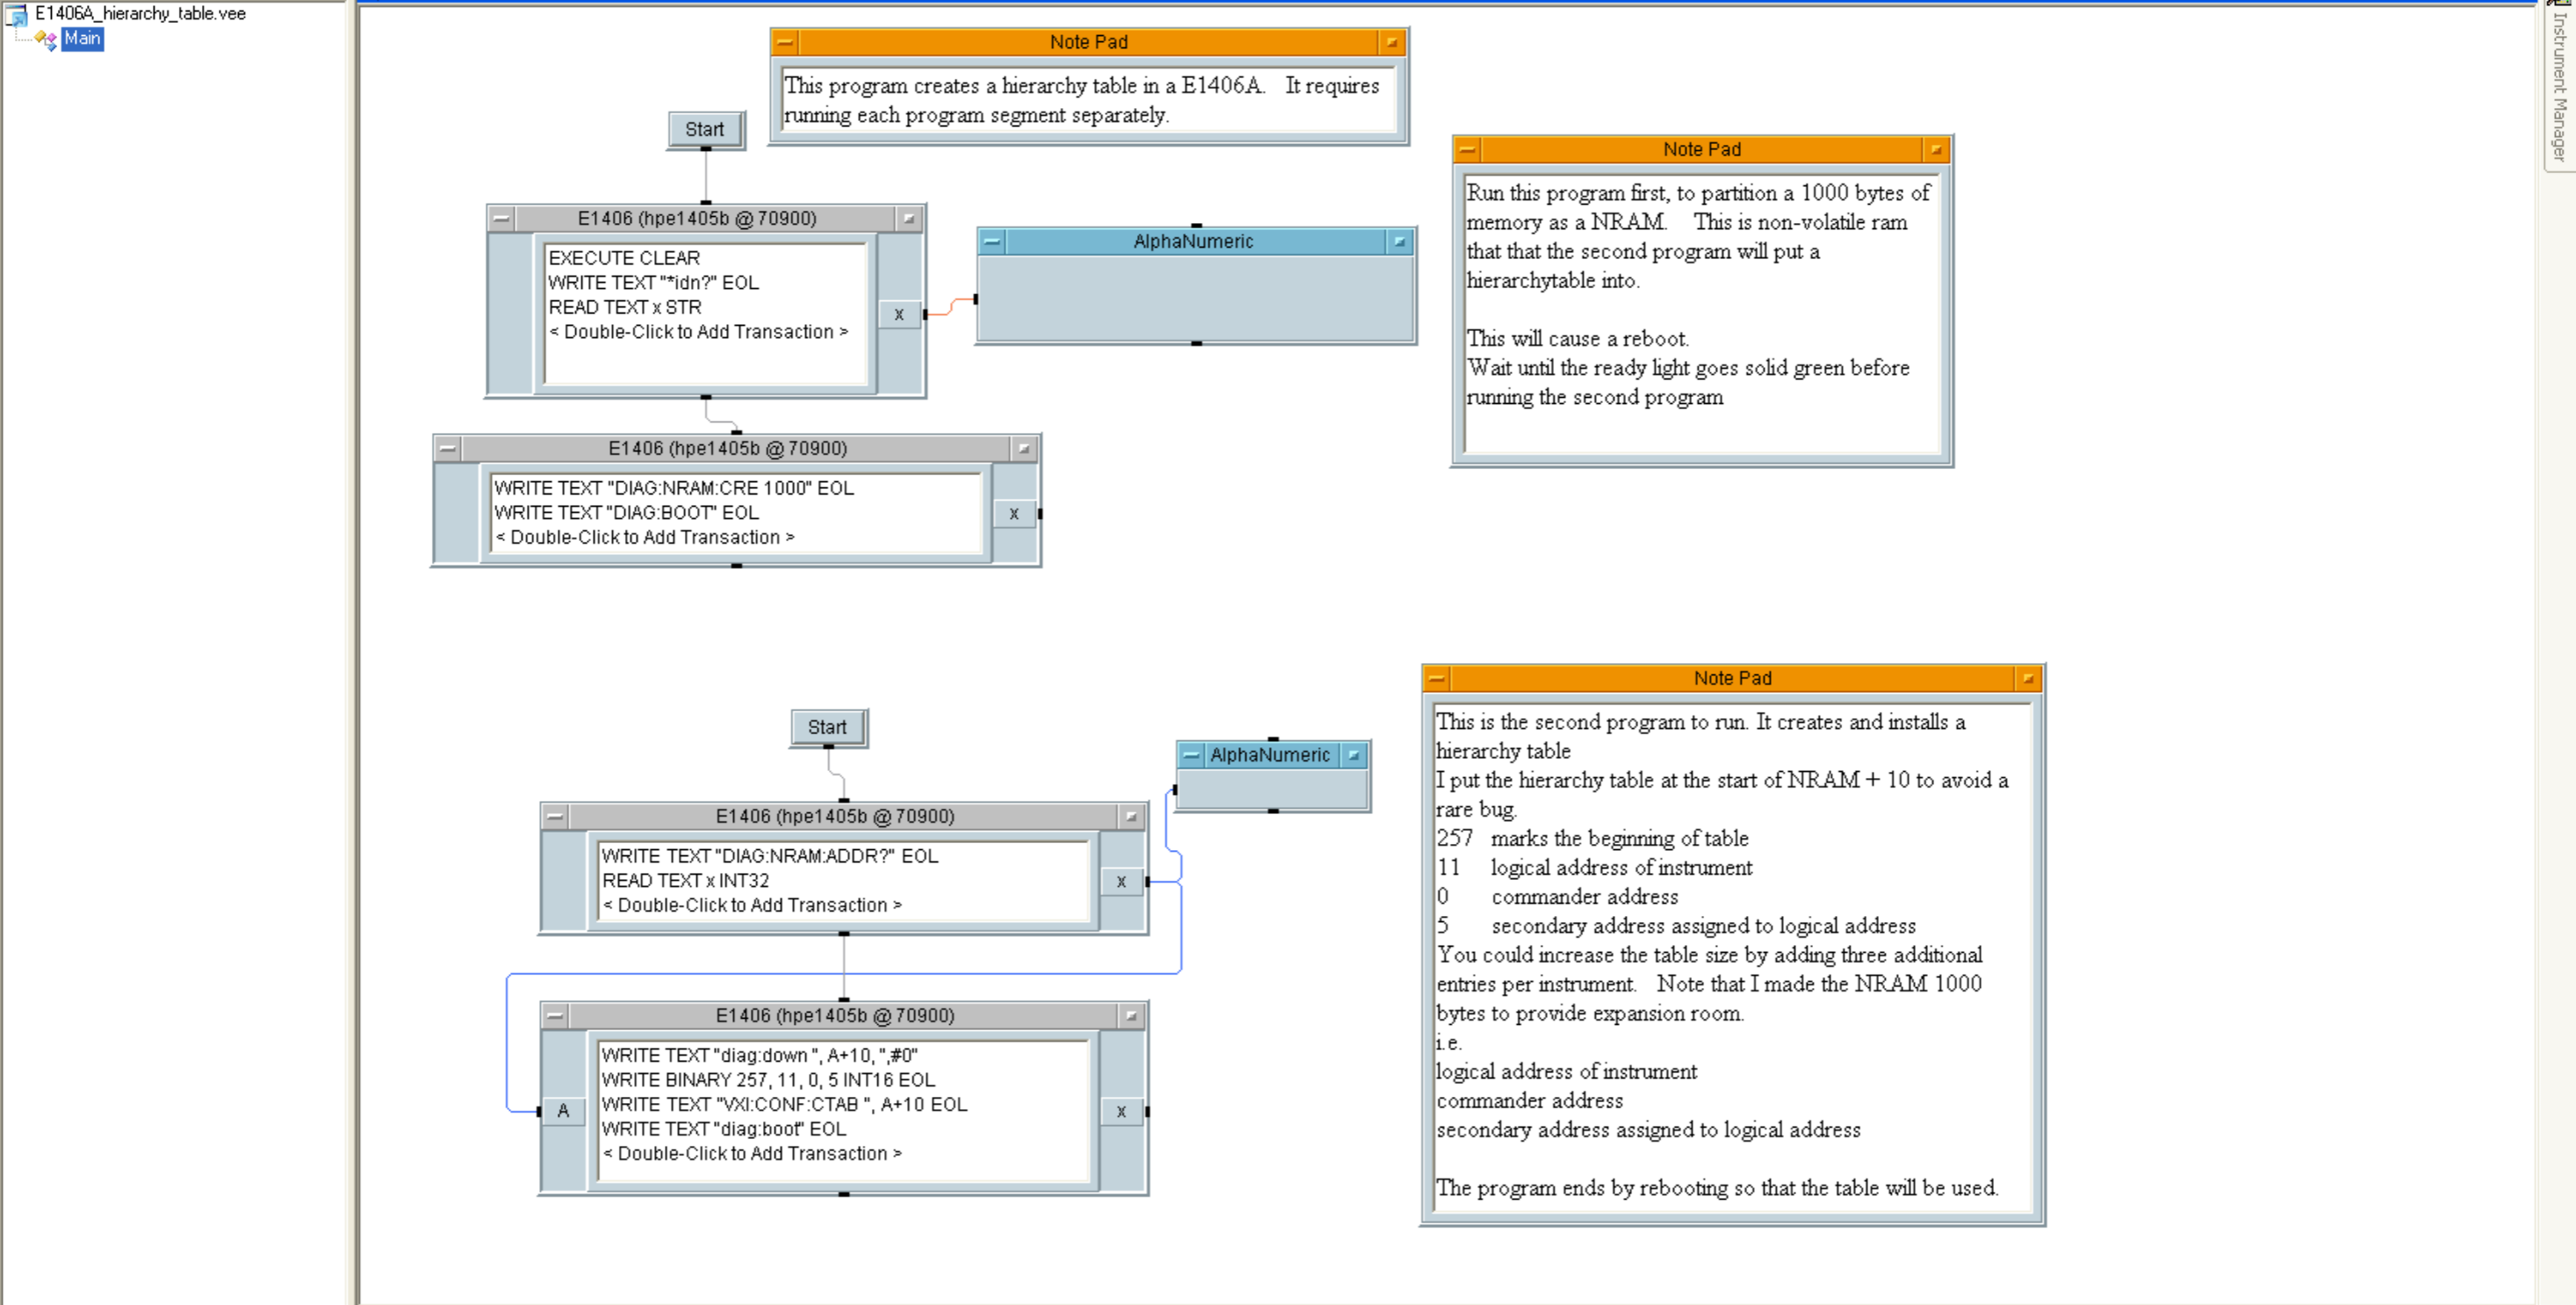 E1406A_hierarchy_table.vee
Main
Instrument Manager
Note Pad
This program creates a hierarchy table in a E1406A. It requires
running each program segment separately.
Start
E1406 (hpe1405b @ 70900)
EXECUTE CLEAR
WRITE TEXT "*idn?" EOL
READ TEXT x STR
< Double-Click to Add Transaction >
X
AlphaNumeric
Note Pad
Run this program first, to partition a 1000 bytes of
memory as a NRAM. This is non-volatile ram
that that the second program will put a
hierarchytable into.
This will cause a reboot.
Wait until the ready light goes solid green before
running the second program
E1406 (hpe1405b @ 70900)
WRITE TEXT "DIAG:NRAM:CRE 1000" EOL
WRITE TEXT "DIAG:BOOT" EOL
< Double-Click to Add Transaction >
X
Start
AlphaNumeric
E1406 (hpe1405b @ 70900)
WRITE TEXT "DIAG:NRAM:ADDR?" EOL
READ TEXT x INT32
< Double-Click to Add Transaction >
X
E1406 (hpe1405b @ 70900)
A
WRITE TEXT "diag:down ", A+10, ",#0"
WRITE BINARY 257, 11, 0, 5 INT16 EOL
WRITE TEXT "VXI:CONF:CTAB ", A+10 EOL
WRITE TEXT "diag:boot" EOL
< Double-Click to Add Transaction >
X
Note Pad
This is the second program to run. It creates and installs a
hierarchy table
I put the hierarchy table at the start of NRAM + 10 to avoid a
rare bug.
257 marks the beginning of table
11 logical address of instrument
0 commander address
5 secondary address assigned to logical address
You could increase the table size by adding three additional
entries per instrument. Note that I made the NRAM 1000
bytes to provide expansion room.
i.e.
logical address of instrument
commander address
secondary address assigned to logical address
The program ends by rebooting so that the table will be used.